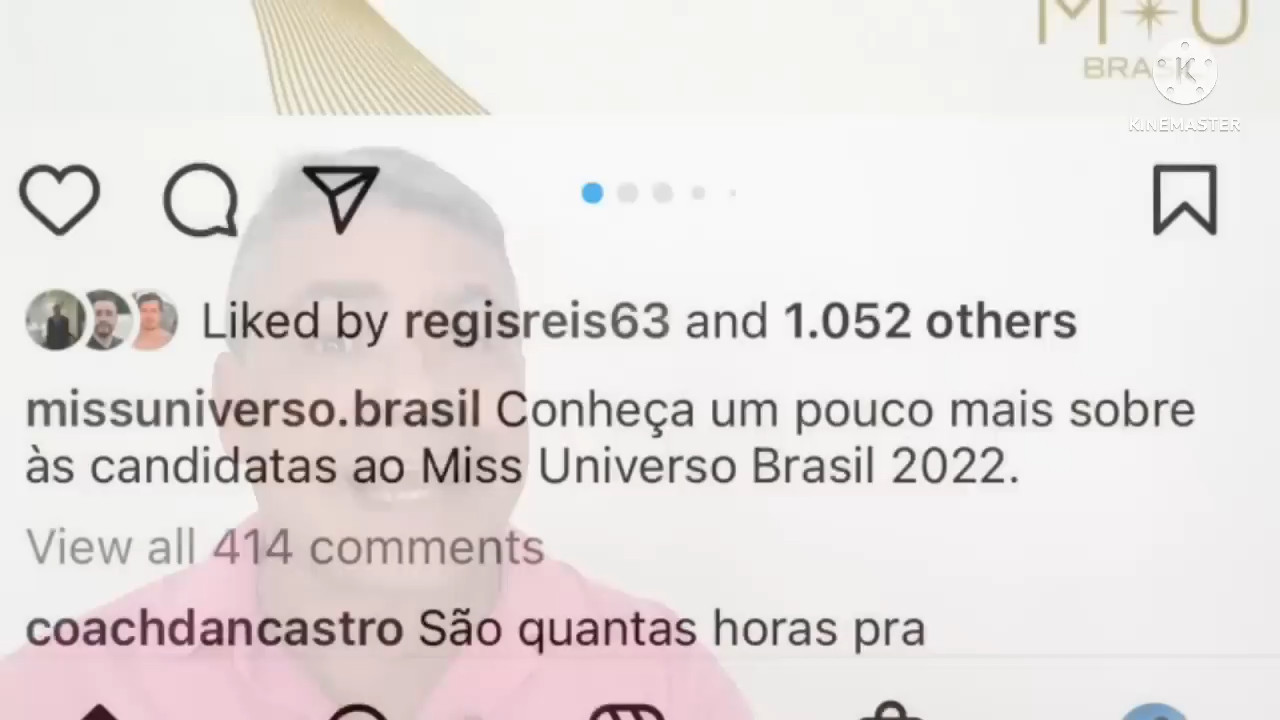 M U
BRASIL
KINEMASTER
Liked by regisreis63 and 1.052 others
missuniverso.brasil Conheça um pouco mais sobre
às candidatas ao Miss Universo Brasil 2022.
View all 414 comments
coachdancastro São quantas horas pra